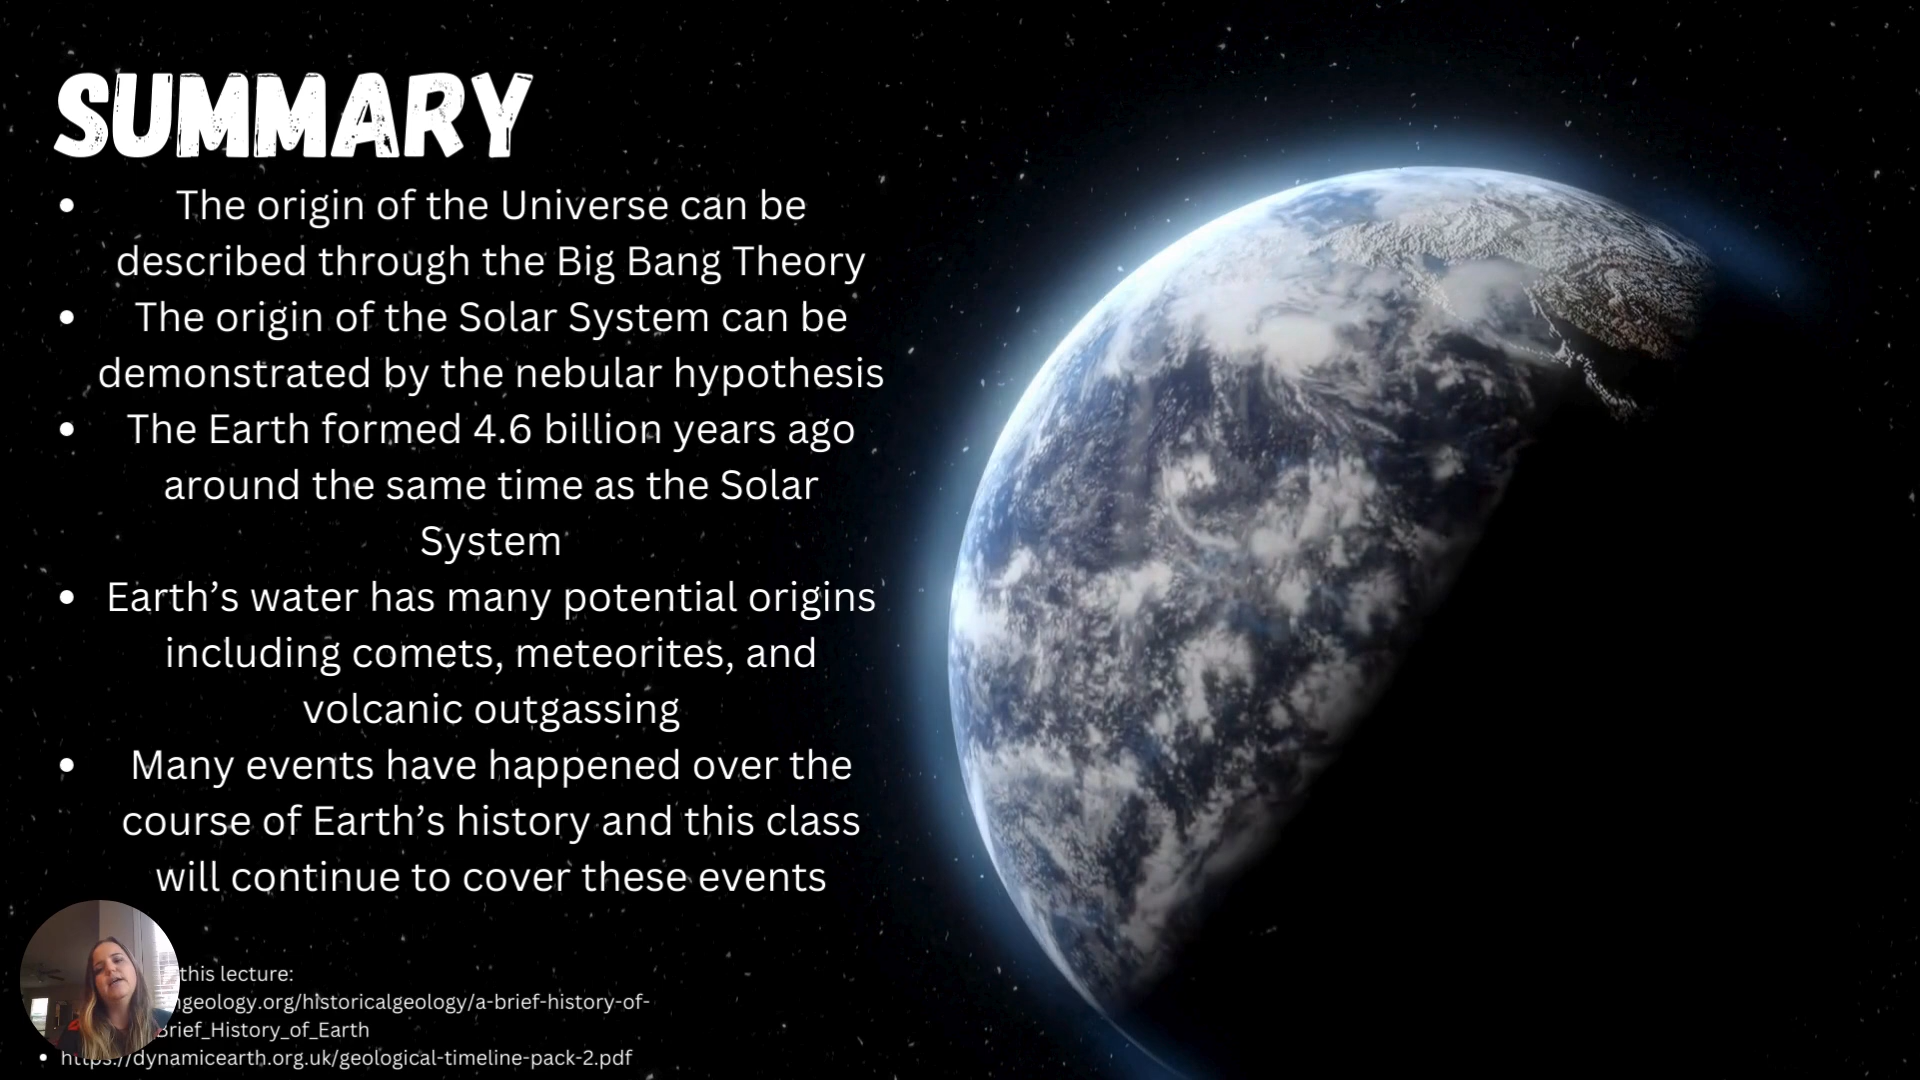 SUMMARY
• The origin of the Universe can be
described through the Big Bang Theory
• The origin of the Solar System can be
demonstrated by the nebular hypothesis
• The Earth formed 4.6 billion years ago
around the same time as the Solar
System
• Earth’s water has many potential origins
including comets, meteorites, and
volcanic outgassing
• Many events have happened over the
course of Earth’s history and this class
will continue to cover these events
this lecture:
ngeology.org/historicalgeology/a-brief-history-of-
Brief_History_of_Earth
• https://dynamicearth.org.uk/geological-timeline-pack-2.pdf